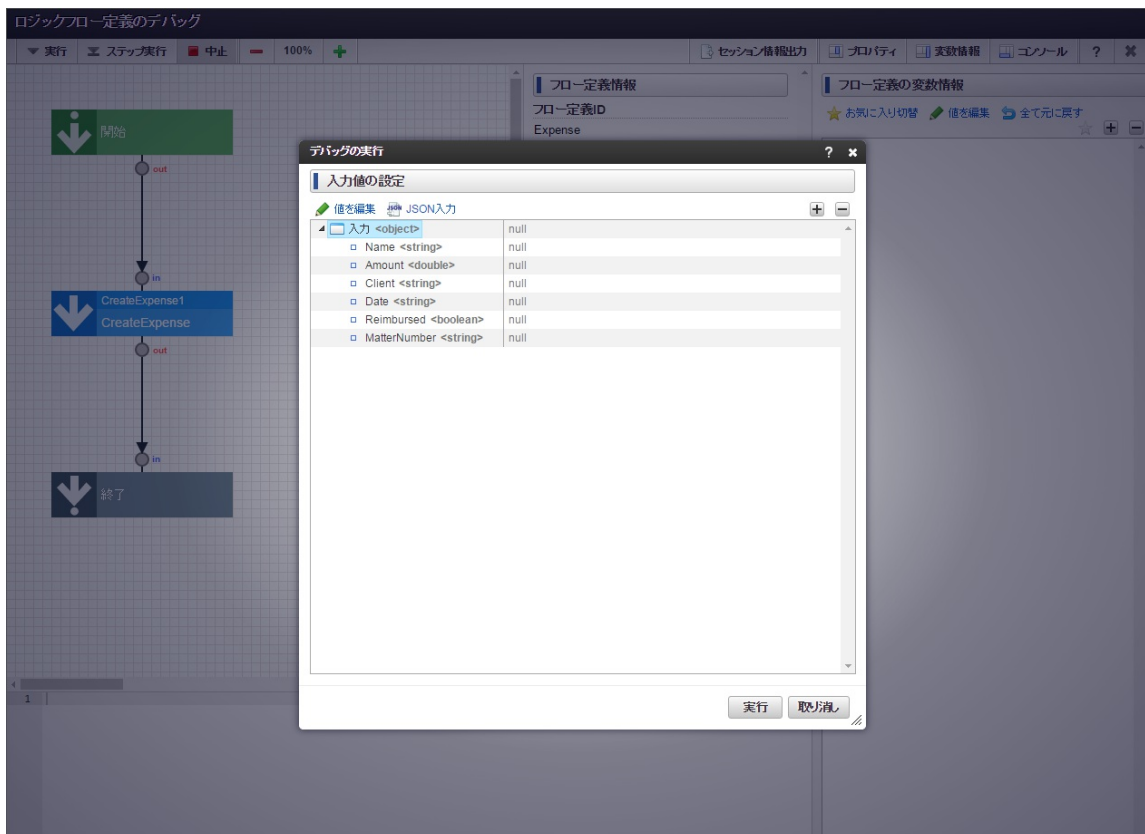 ロジックフロー定義のデバッグ
実行 ステップ実行 中止 100% セッション情報出力 プロパティ 変数情報 コンソール ?
開始
out
in
CreateExpense1
CreateExpense
out
in
終了
1
フロー定義情報
フロー定義ID
Expense
フロー定義の変数情報
お気に入り切替 値を編集 全て元に戻す
デバッグの実行 ?
入力値の設定
値を編集 JSON入力
入力 <object> null
Name <string> null
Amount <double> null
Client <string> null
Date <string> null
Reimbursed <boolean> null
MatterNumber <string> null
実行 取り消し